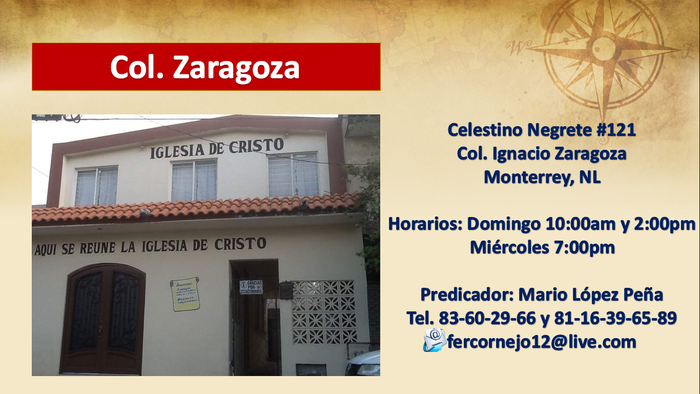 Col. Zaragoza
IGLESIA DE CRISTO
AQUI SE REUNE LA IGLESIA DE CRISTO
Celestino Negrete #121
Col. Ignacio Zaragoza
Monterrey, NL
Horarios: Domingo 10:00am y 2:00pm
Miércoles 7:00pm
Predicador: Mario López Peña
Tel. 83-60-29-66 y 81-16-39-65-89
fercornejo12@live.com